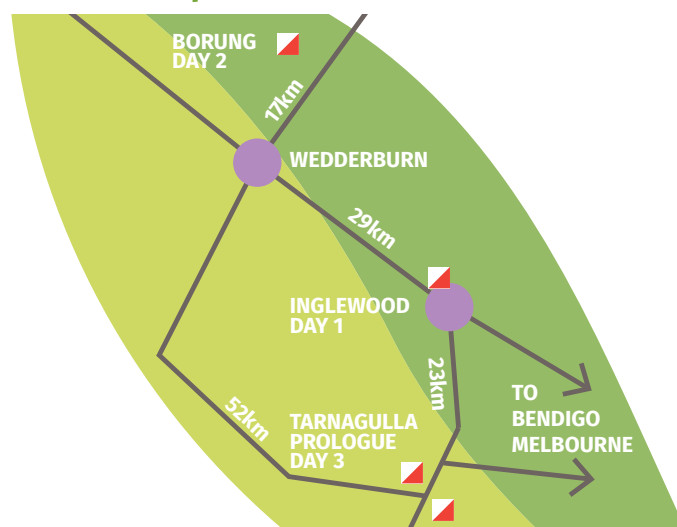 BORUNG
DAY 2
17km
WEDDERBURN
29km
INGLEWOOD
DAY 1
23km
TO
BENDIGO
MELBOURNE
52km
TARNAGULLA
PROLOGUE
DAY 3